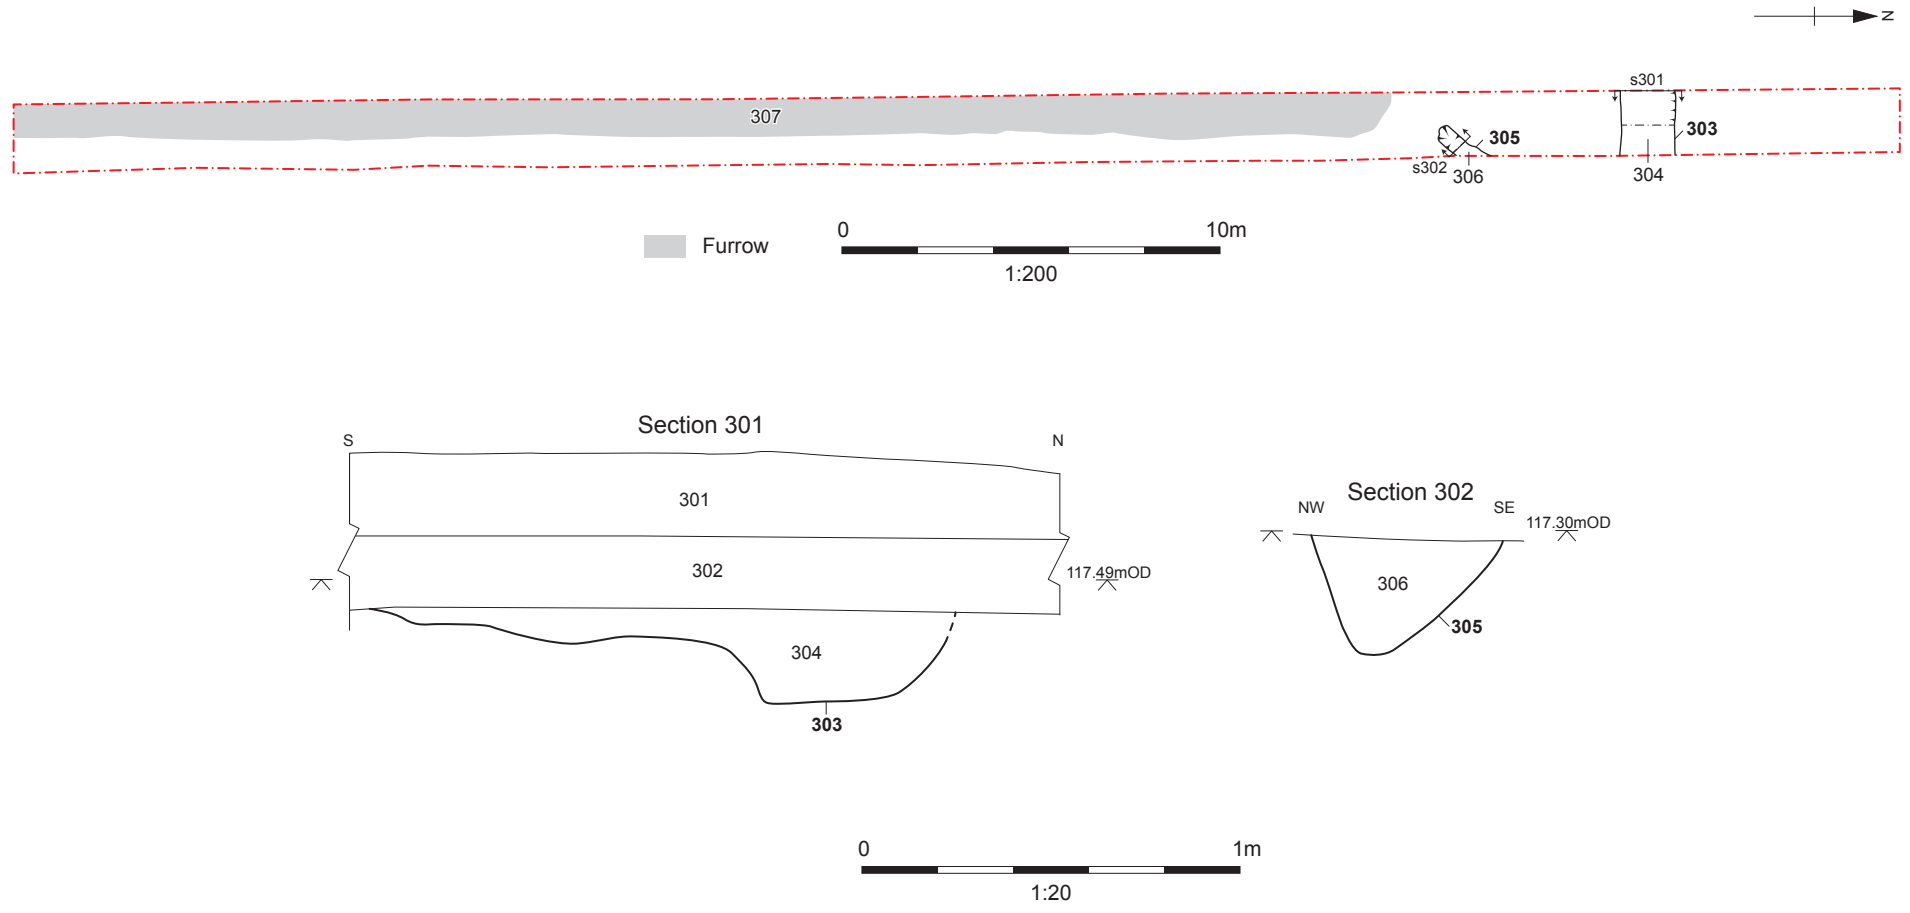 N
s301
307
303
305
s302
306
304
0 10m
Furrow
1:200
Section 301
S N
301
302
117.49mOD
304
303
Section 302
NW SE
117.30mOD
306
305
0 1m
1:20